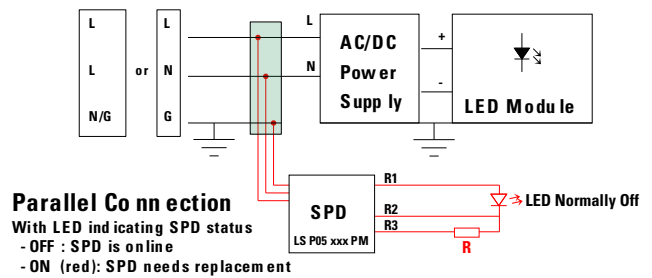 L
L
N/G
or
L
N
G
L
N
AC/DC
Power
Supply
+
-
LED Module
SPD
LS P05 xxx PM
R1
R2
R3
R
LED Normally Off
Parallel Connection
With LED indicating SPD status
- OFF : SPD is online
- ON (red): SPD needs replacement